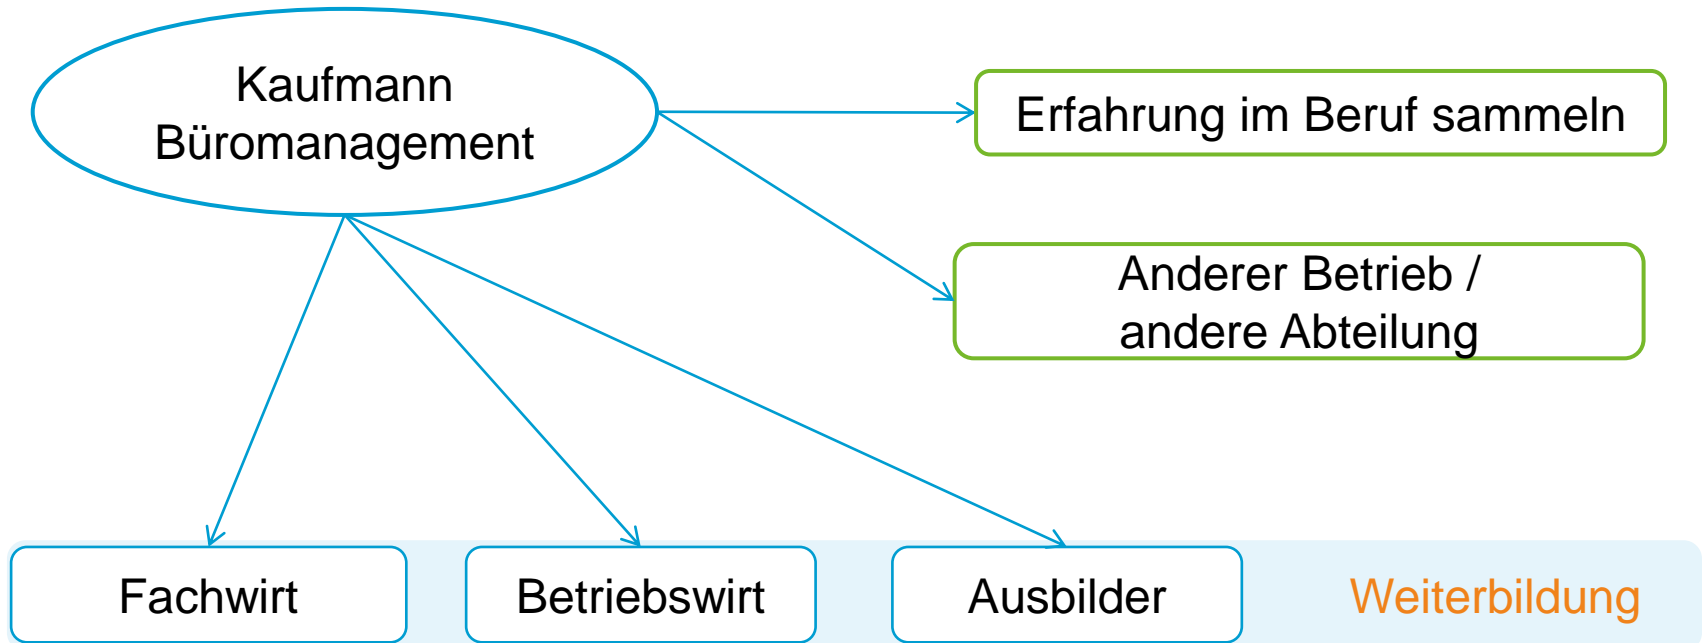 Kaufmann
Büromanagement
Erfahrung im Beruf sammeln
Anderer Betrieb /
andere Abteilung
Fachwirt
Betriebswirt
Ausbilder
Weiterbildung